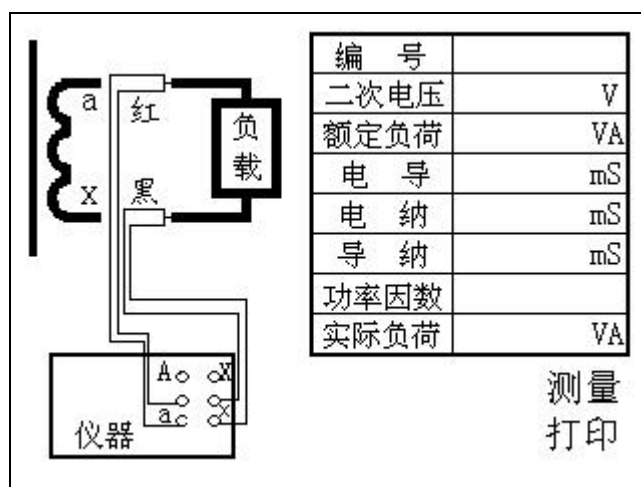 a
红
负
载
X 黑
A X
a x
仪器
编 号
二次电压 V
额定负荷 VA
电 导 mS
电 纳 mS
导 纳 mS
功率因数
实际负荷 VA
测量
打印